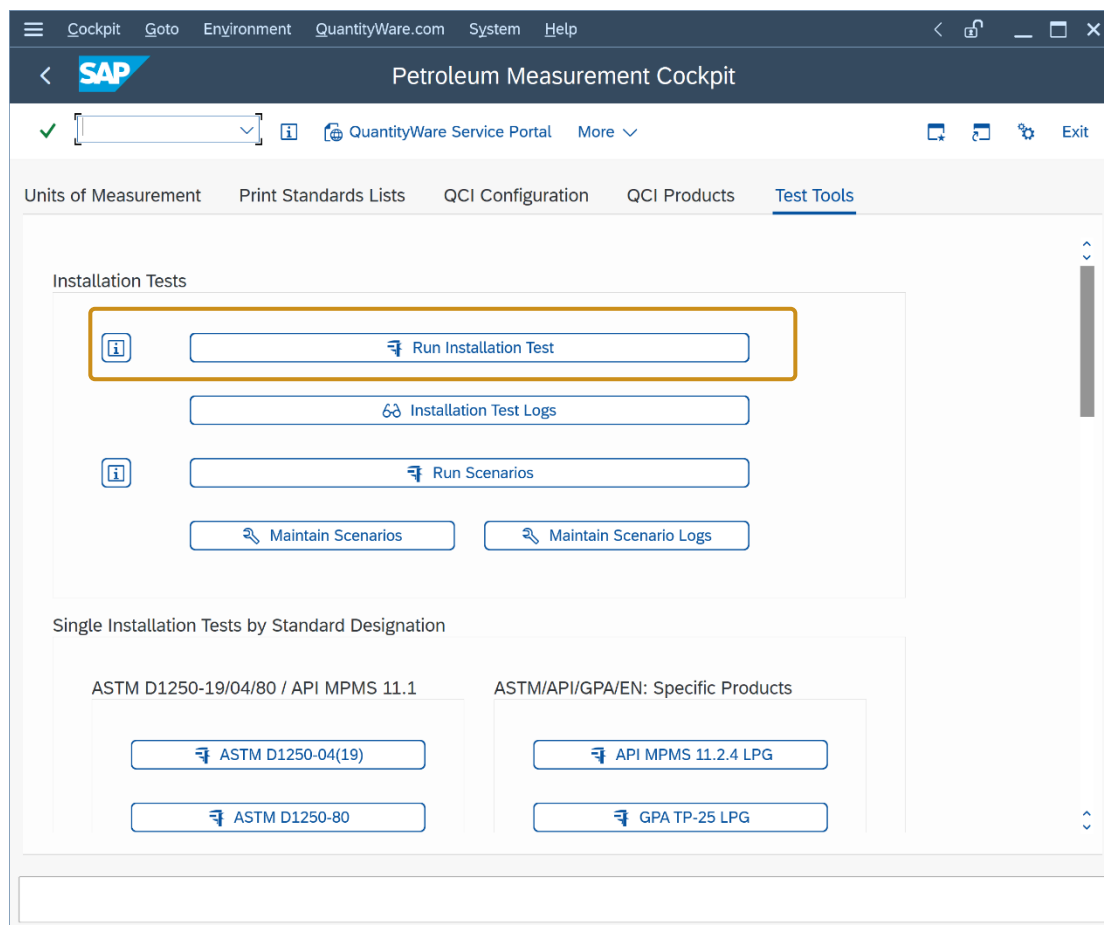 Cockpit Goto Environment QuantityWare.com System Help
SAP Petroleum Measurement Cockpit
QuantityWare Service Portal More Exit
Units of Measurement Print Standards Lists QCI Configuration QCI Products Test Tools
Installation Tests
Run Installation Test
Installation Test Logs
Run Scenarios
Maintain Scenarios Maintain Scenario Logs
Single Installation Tests by Standard Designation
ASTM D1250-19/04/80 / API MPMS 11.1 ASTM/API/GPA/EN: Specific Products
ASTM D1250-04(19) API MPMS 11.2.4 LPG
ASTM D1250-80 GPA TP-25 LPG